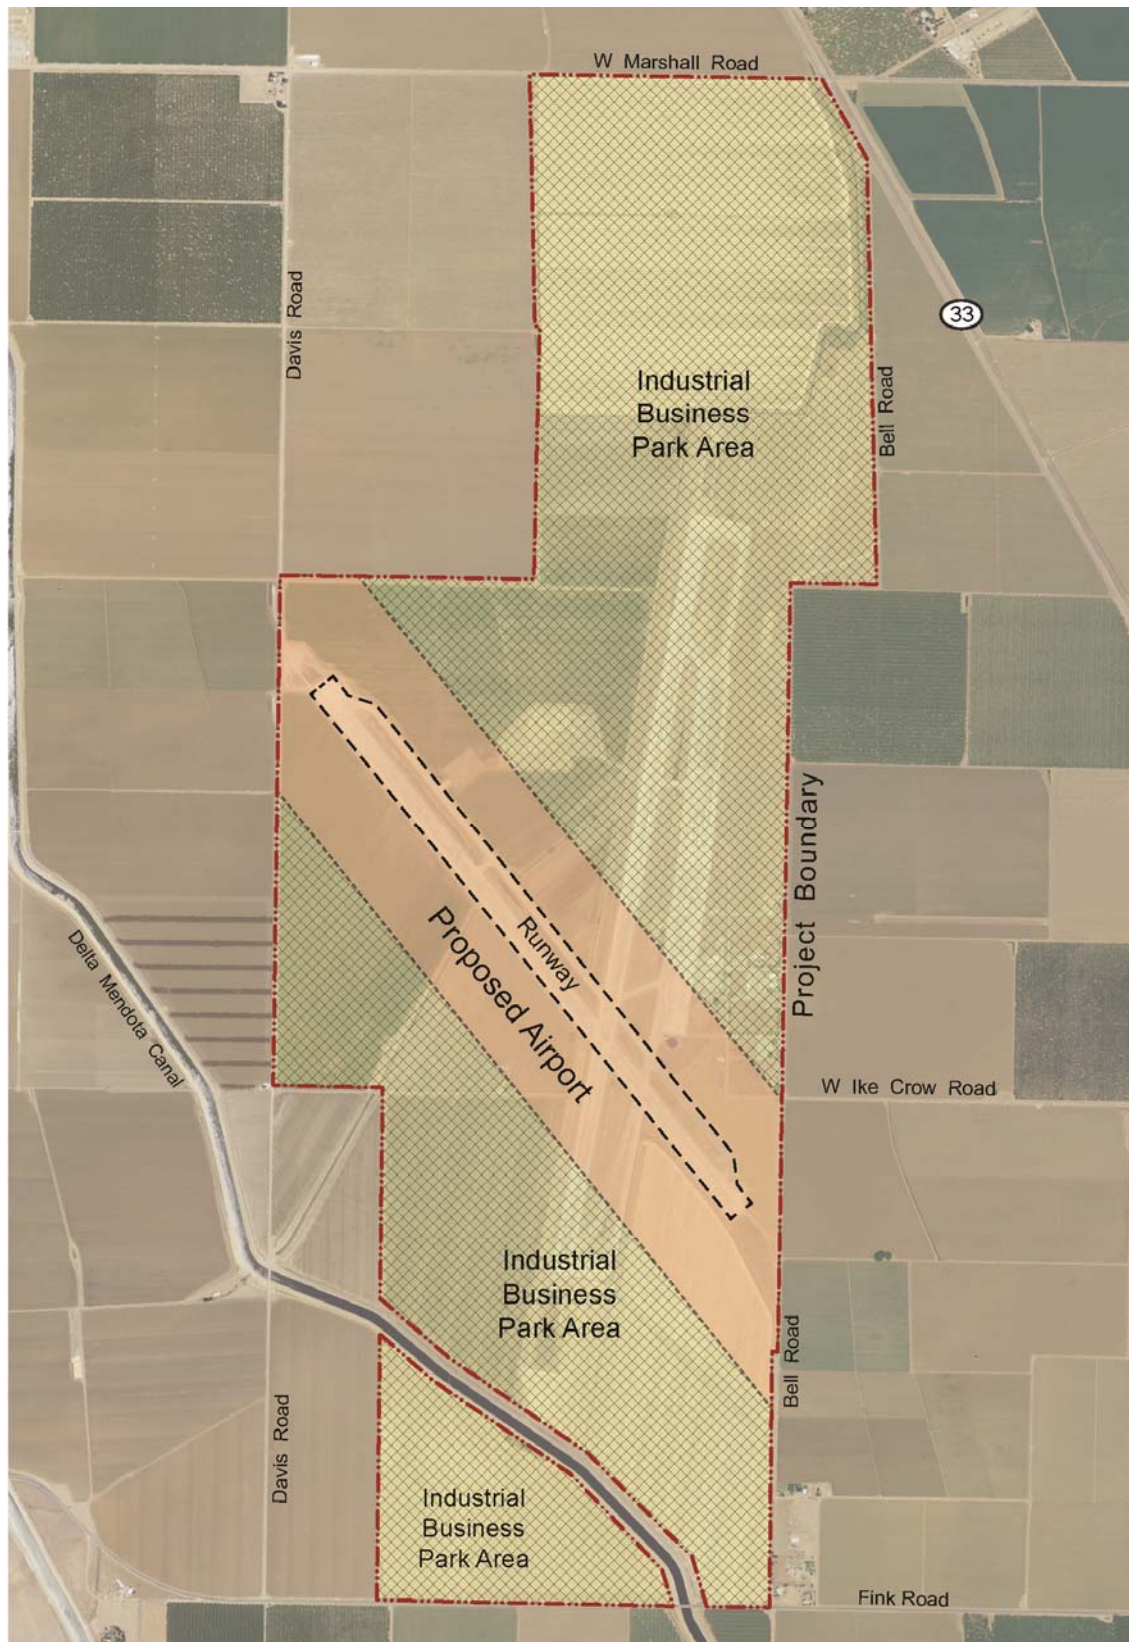 W Marshall Road
33
Davis Road
Bell Road
Industrial
Business
Park Area
Project Boundary
Runway
Proposed Airport
Delta Mendota Canal
W Ike Crow Road
Industrial
Business
Park Area
Bell Road
Davis Road
Industrial
Business
Park Area
Fink Road